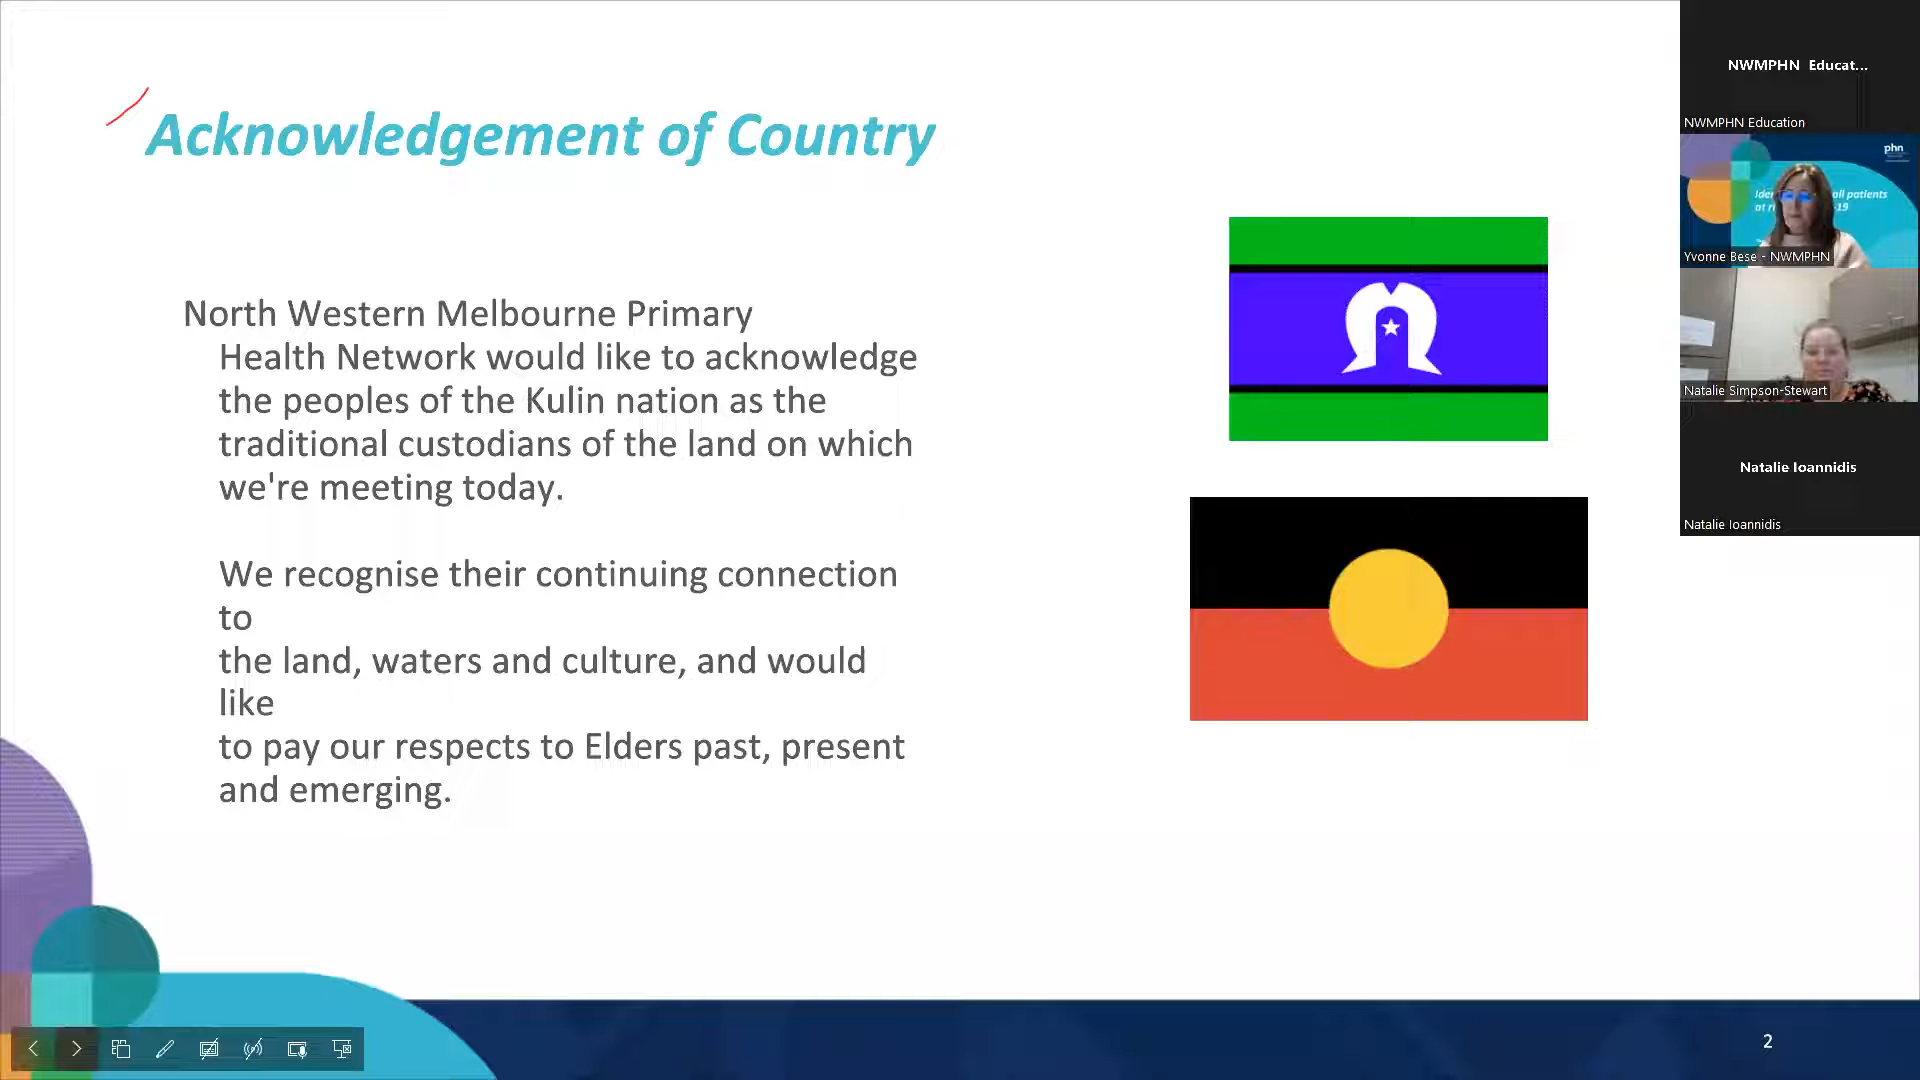 Acknowledgement of Country
North Western Melbourne Primary
Health Network would like to acknowledge
the peoples of the Kulin nation as the
traditional custodians of the land on which
we're meeting today.
We recognise their continuing connection
to
the land, waters and culture, and would
like
to pay our respects to Elders past, present
and emerging.
2
NWMPHN Educat...
NWMPHN Education
phn
all patients
Yvonne Bese - NWMPHN
Natalie Simpson-Stewart
Natalie Ioannidis
Natalie Ioannidis